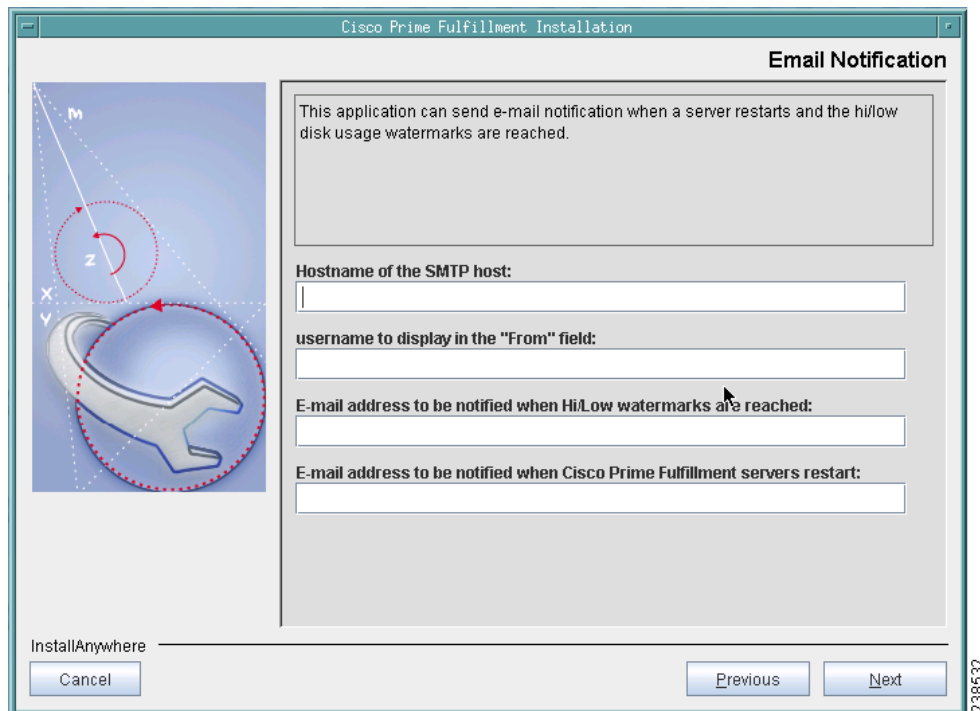 Cisco Prime Fulfillment Installation
Email Notification
This application can send e-mail notification when a server restarts and the hi/low
disk usage watermarks are reached.
Hostname of the SMTP host:
username to display in the "From" field:
E-mail address to be notified when Hi/Low watermarks are reached:
E-mail address to be notified when Cisco Prime Fulfillment servers restart:
M
Z
X
Y
InstallAnywhere
Cancel
Previous
Next
238532